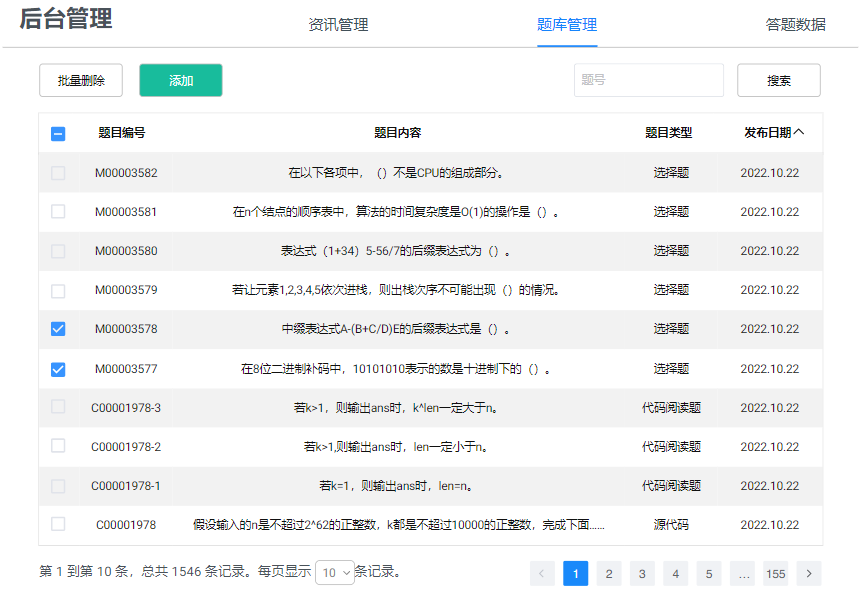 后台管理 资讯管理 题库管理 答题数据
批量删除 添加 题号 搜索
题目编号 题目内容 题目类型 发布日期
M00003582 在以下各项中，（）不是CPU的组成部分。 选择题 2022.10.22
M00003581 在n个结点的顺序表中，算法的时间复杂度是O(1)的操作是（）。 选择题 2022.10.22
M00003580 表达式（1+34）5-56/7的后缀表达式为（）。 选择题 2022.10.22
M00003579 若让元素1,2,3,4,5依次进栈，则出栈次序不可能出现（）的情况。 选择题 2022.10.22
M00003578 中缀表达式A-(B+C/D)E的后缀表达式是（）。 选择题 2022.10.22
M00003577 在8位二进制补码中，10101010表示的数是十进制下的（）。 选择题 2022.10.22
C00001978-3 若k>1，则输出ans时，k^len一定大于n。 代码阅读题 2022.10.22
C00001978-2 若k>1,则输出ans时，len一定小于n。 代码阅读题 2022.10.22
C00001978-1 若k=1，则输出ans时，len=n。 代码阅读题 2022.10.22
C00001978 假设输入的n是不超过2^62的正整数，k都是不超过10000的正整数，完成下面...... 源代码 2022.10.22
第 1 到第 10 条，总共 1546 条记录。每页显示 10 条记录。 < 1 2 3 4 5 ... 155 >